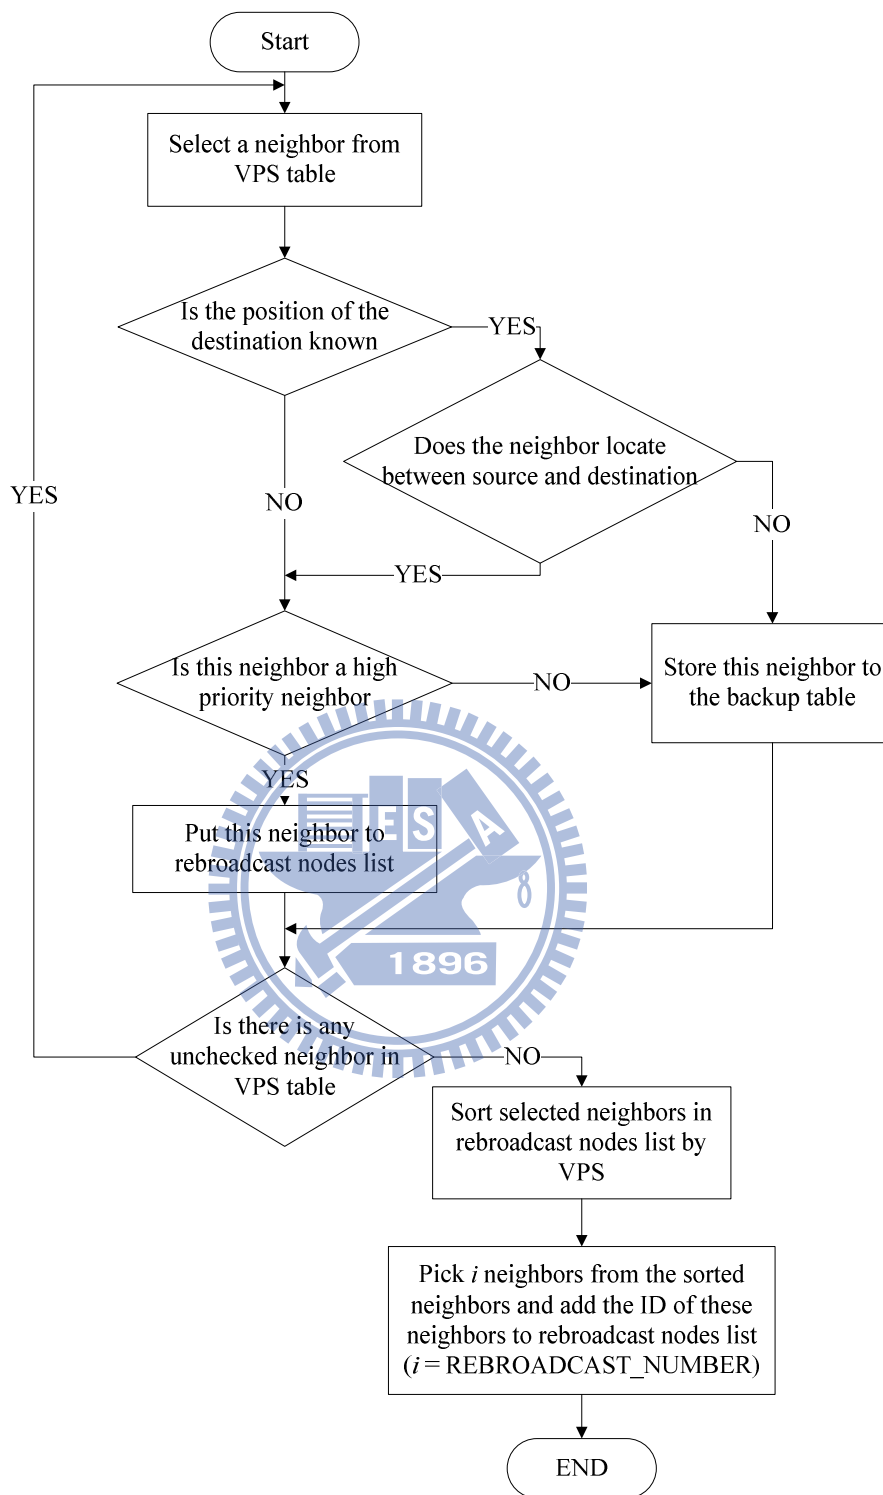 Start
Select a neighbor from
VPS table
Is the position of the
destination known
YES
Does the neighbor locate
between source and destination
YES
NO
NO
YES
Is this neighbor a high
priority neighbor
NO
Store this neighbor to
the backup table
YES
E S A
Put this neighbor to
rebroadcast nodes list
1896
Is there is any
unchecked neighbor in
VPS table
NO
Sort selected neighbors in
rebroadcast nodes list by
VPS
Pick i neighbors from the sorted
neighbors and add the ID of these
neighbors to rebroadcast nodes list
(i = REBROADCAST_NUMBER)
END